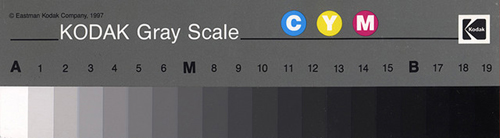 © Eastman Kodak Company, 1997
KODAK Gray Scale
C Y M
Kodak
A 1 2 3 4 5 6 M 8 9 10 11 12 13 14 15 B 17 18 19